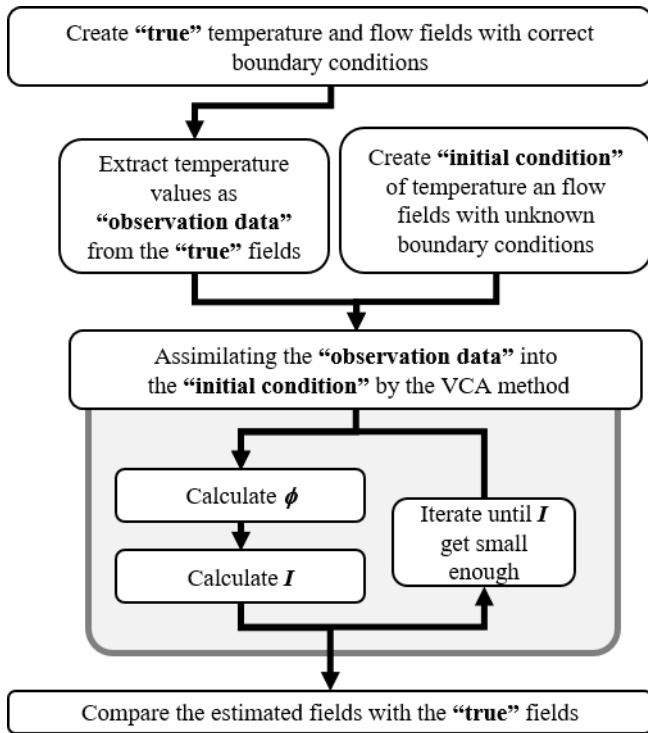 Create “true” temperature and flow fields with correct
boundary conditions
Extract temperature
values as
“observation data”
from the “true” fields
Create “initial condition”
of temperature an flow
fields with unknown
boundary conditions
Assimilating the “observation data” into
the “initial condition” by the VCA method
Calculate ϕ
Calculate I
Iterate until I
get small
enough
Compare the estimated fields with the “true” fields